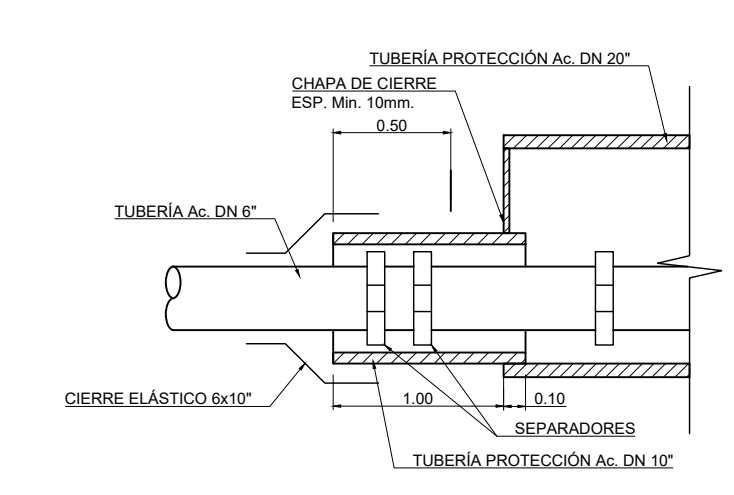 TUBERÍA PROTECCIÓN Ac. DN 20"
CHAPA DE CIERRE
ESP. Min. 10mm.
0.50
TUBERÍA Ac. DN 6"
CIERRE ELÁSTICO 6x10"
1.00
0.10
SEPARADORES
TUBERÍA PROTECCIÓN Ac. DN 10"